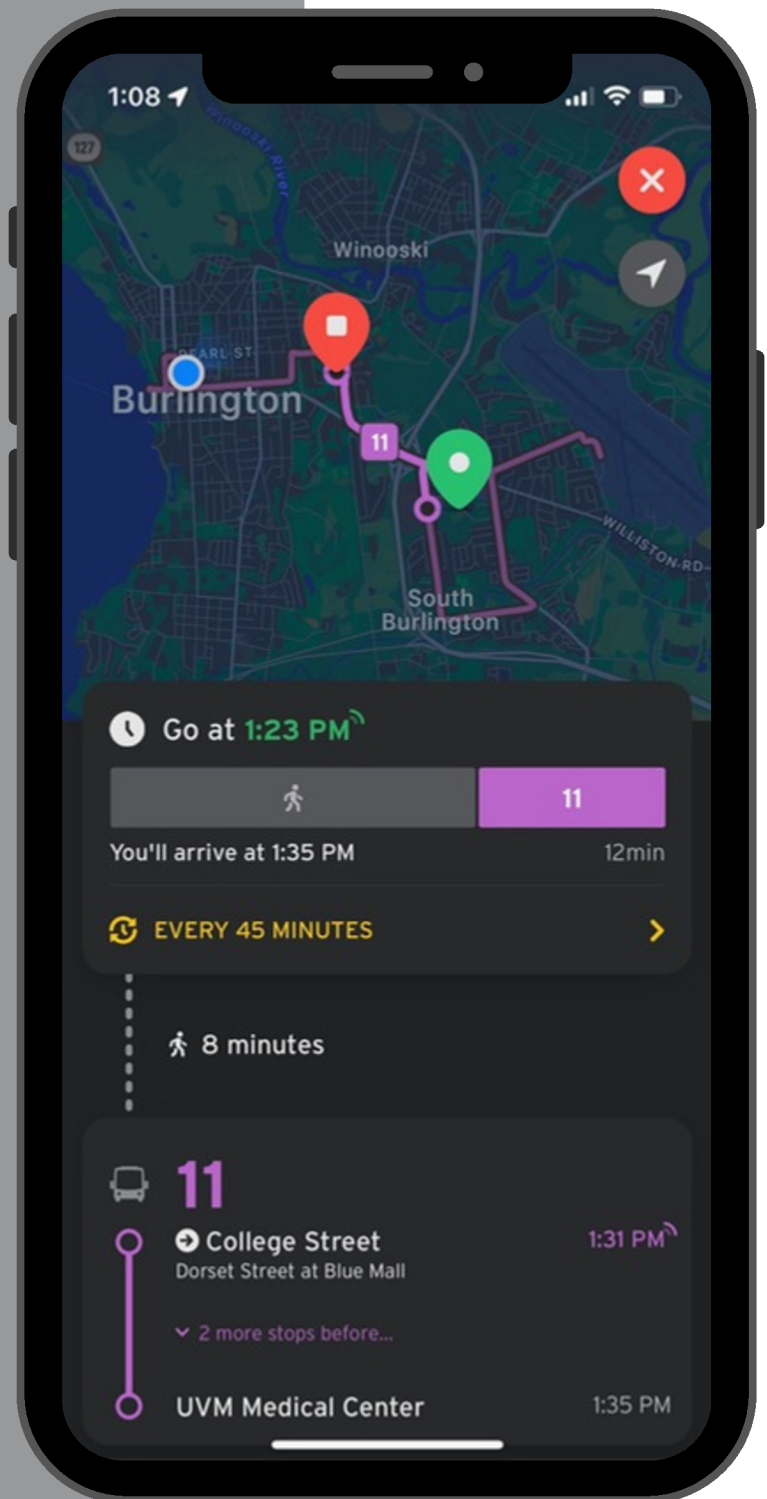 1:08
Winooski River
127
Winooski
PEARL ST
Burlington
11
WILLISTON RD
South
Burlington
Go at 1:23 PM
11
You'll arrive at 1:35 PM 12min
EVERY 45 MINUTES
8 minutes
11
College Street 1:31 PM
Dorset Street at Blue Mall
2 more stops before...
UVM Medical Center 1:35 PM